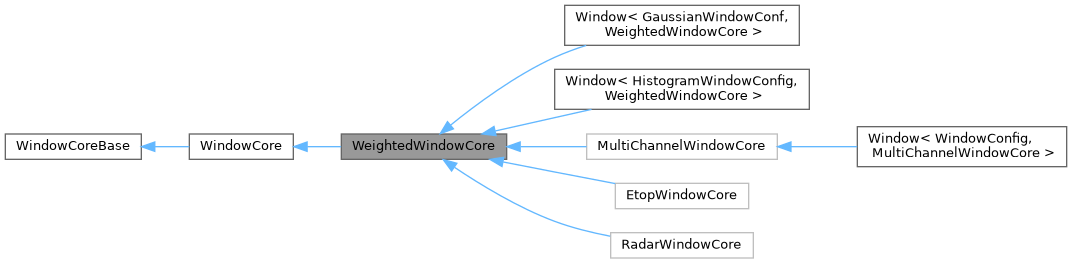 WindowCoreBase
WindowCore
WeightedWindowCore
Window< GaussianWindowConf,
WeightedWindowCore >
Window< HistogramWindowConfig,
WeightedWindowCore >
MultiChannelWindowCore
Window< WindowConfig,
MultiChannelWindowCore >
EtopWindowCore
RadarWindowCore